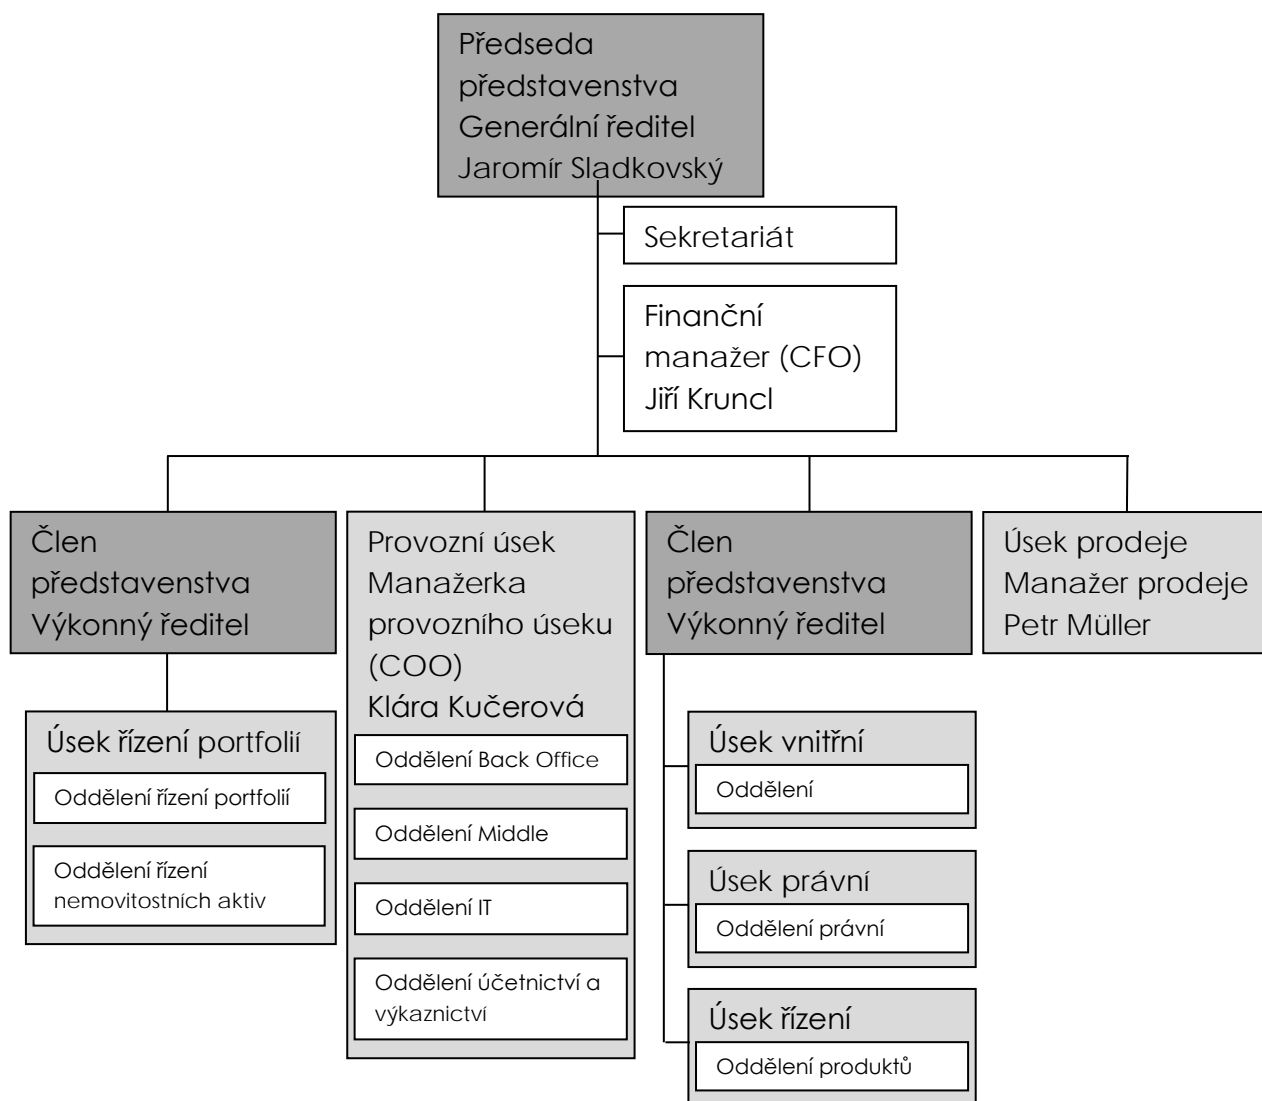 Předseda
představenstva
Generální ředitel
Jaromír Sladkovský
Sekretariát
Finanční
manažer (CFO)
Jiří Kruncl
Člen
představenstva
Výkonný ředitel
Úsek řízení portfolií
Oddělení řízení portfolií
Oddělení řízení
nemovitostních aktiv
Provozní úsek
Manažerka
provozního úseku
(COO)
Klára Kučerová
Oddělení Back Office
Oddělení Middle
Oddělení IT
Oddělení účetnictví a
výkaznictví
Člen
představenstva
Výkonný ředitel
Úsek vnitřní
Oddělení
Úsek právní
Oddělení právní
Úsek řízení
Oddělení produktů
Úsek prodeje
Manažer prodeje
Petr Müller